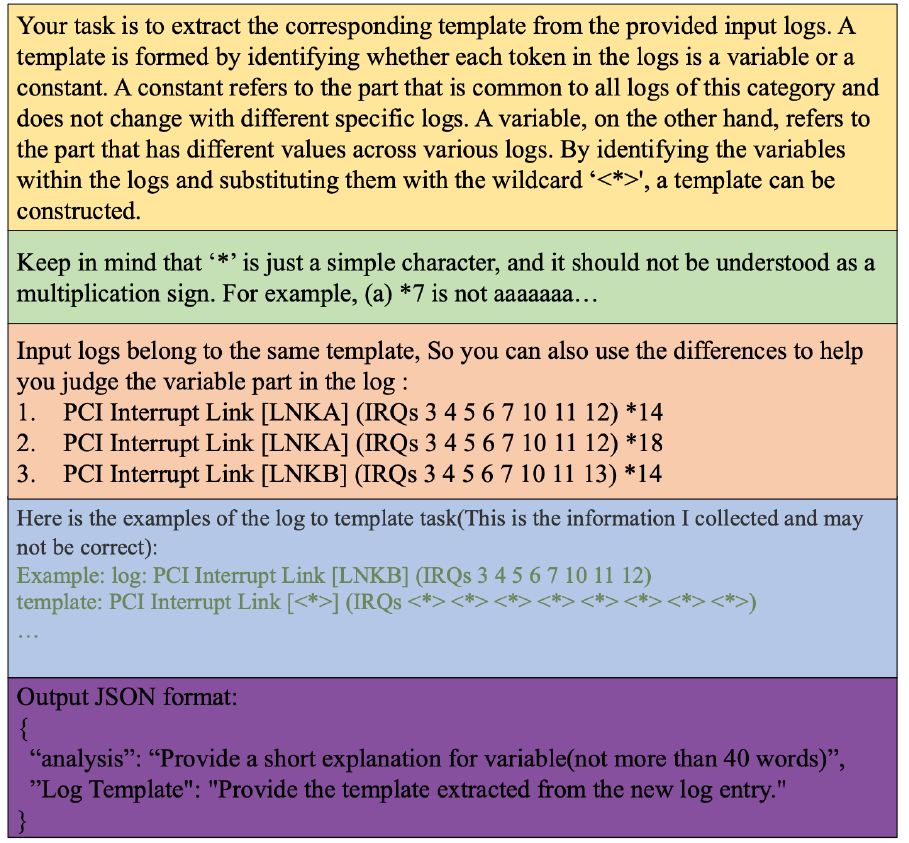 Your task is to extract the corresponding template from the provided input logs. A
template is formed by identifying whether each token in the logs is a variable or a
constant. A constant refers to the part that is common to all logs of this category and
does not change with different specific logs. A variable, on the other hand, refers to
the part that has different values across various logs. By identifying the variables
within the logs and substituting them with the wildcard ‘<*>', a template can be
constructed.
Keep in mind that ‘*’ is just a simple character, and it should not be understood as a
multiplication sign. For example, (a) *7 is not aaaaaaa…
Input logs belong to the same template, So you can also use the differences to help
you judge the variable part in the log :
1. PCI Interrupt Link [LNKA] (IRQs 3 4 5 6 7 10 11 12) *14
2. PCI Interrupt Link [LNKA] (IRQs 3 4 5 6 7 10 11 12) *18
3. PCI Interrupt Link [LNKB] (IRQs 3 4 5 6 7 10 11 13) *14
Here is the examples of the log to template task(This is the information I collected and may
not be correct):
Example: log: PCI Interrupt Link [LNKB] (IRQs 3 4 5 6 7 10 11 12)
template: PCI Interrupt Link [<*>] (IRQs <*> <*> <*> <*> <*> <*> <*> <*>)
…
Output JSON format:
{
“analysis”: “Provide a short explanation for variable(not more than 40 words)”,
”Log Template": "Provide the template extracted from the new log entry."
}